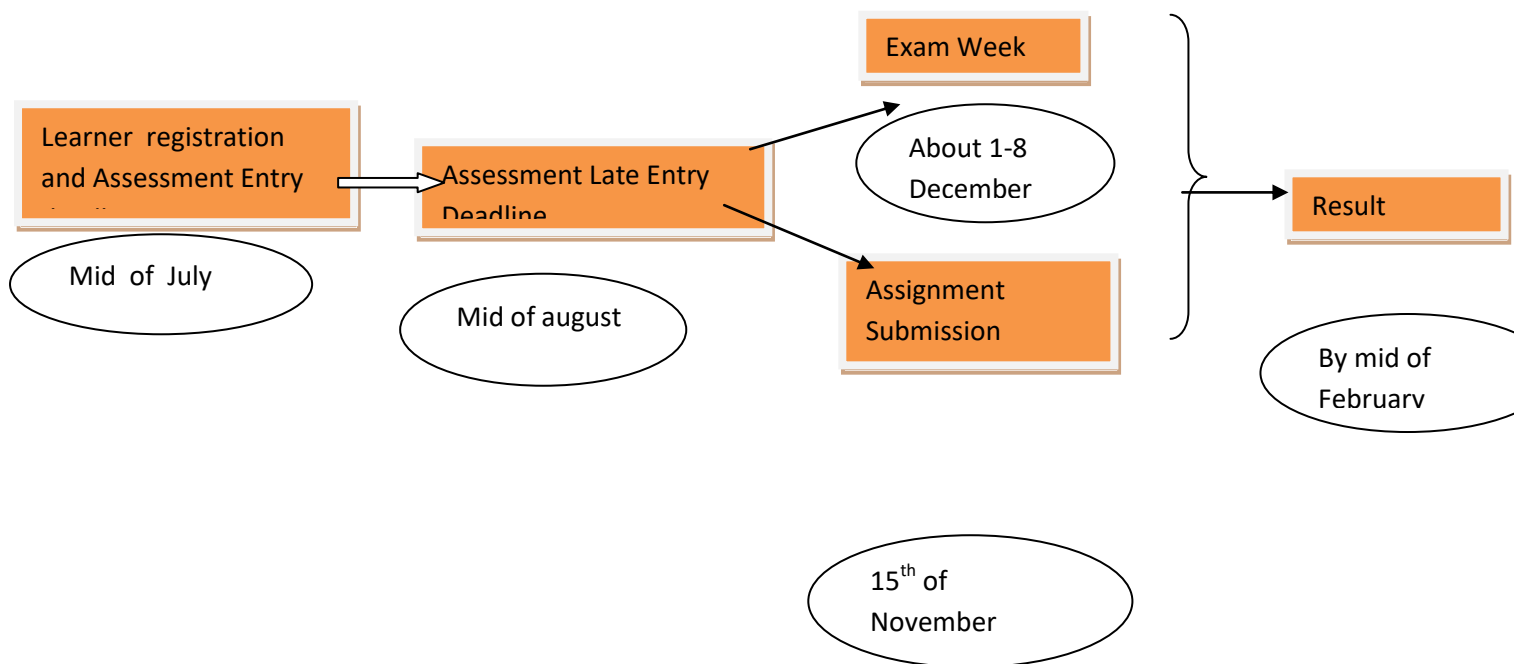 Learner registration
and Assessment Entry
Mid of July
Assessment Late Entry
Deadline
Mid of august
Exam Week
About 1-8
December
Assignment
Submission
15th of
November
Result
By mid of
February